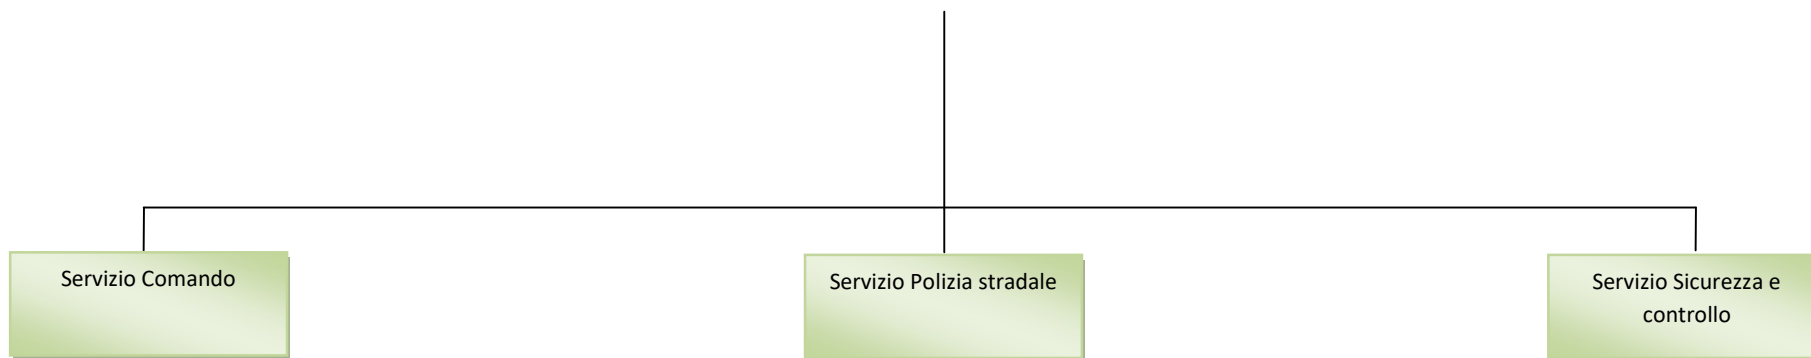 Servizio Comando
Servizio Polizia stradale
Servizio Sicurezza e
controllo